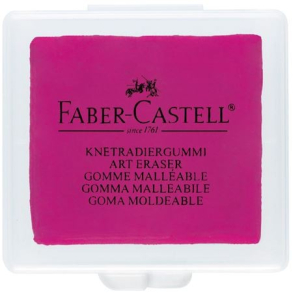 FABER-CASTELL®
since 1761
KNETRADIERGUMMI
ART ERASER
GOMME MALLÉABLE
GOMMA MALLEABILE
GOMA MOLDEABLE